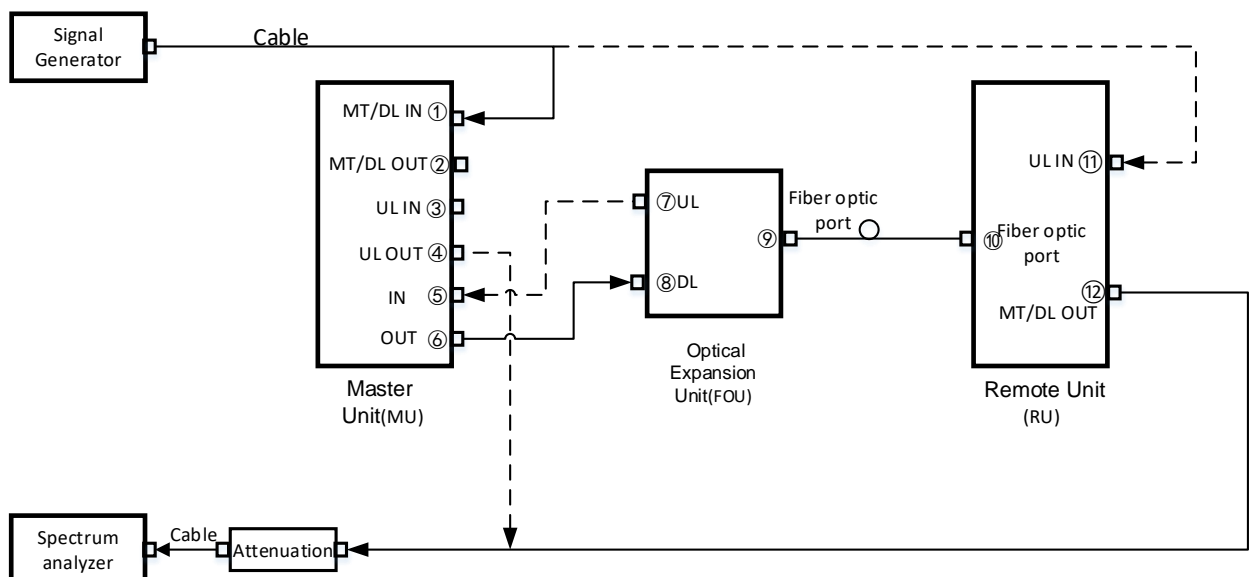 Signal
Generator
Cable
MT/DL IN ①
MT/DL OUT ②
UL IN ③
UL OUT ④
IN ⑤
OUT ⑥
Master
Unit(MU)
⑦UL
⑧DL
⑨
Optical
Expansion
Unit(FOU)
Fiber optic
port
UL IN ⑪
⑩Fiber optic
port
⑫
MT/DL OUT
Remote Unit
(RU)
Spectrum
analyzer
Cable
Attenuation